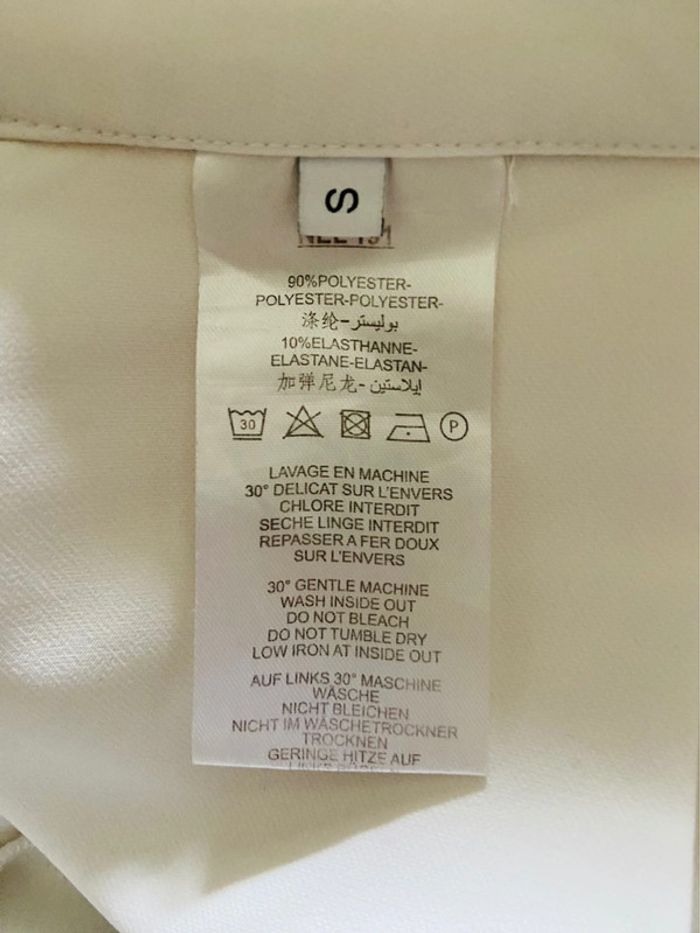 S
90%POLYESTER-
POLYESTER-POLYESTER-
涤纶-بوليستر
10%ELASTHANNE-
ELASTANE-ELASTAN-
加弹尼龙-ايلاستين
30
P
LAVAGE EN MACHINE
30° DELICAT SUR L'ENVERS
CHLORE INTERDIT
SECHE LINGE INTERDIT
REPASSER A FER DOUX
SUR L'ENVERS
30° GENTLE MACHINE
WASH INSIDE OUT
DO NOT BLEACH
DO NOT TUMBLE DRY
LOW IRON AT INSIDE OUT
AUF LINKS 30° MASCHINE
WÄSCHE
NICHT BLEICHEN
NICHT IM WÄSCHETROCKNER
TROCKNEN
GERINGE HITZE AUF